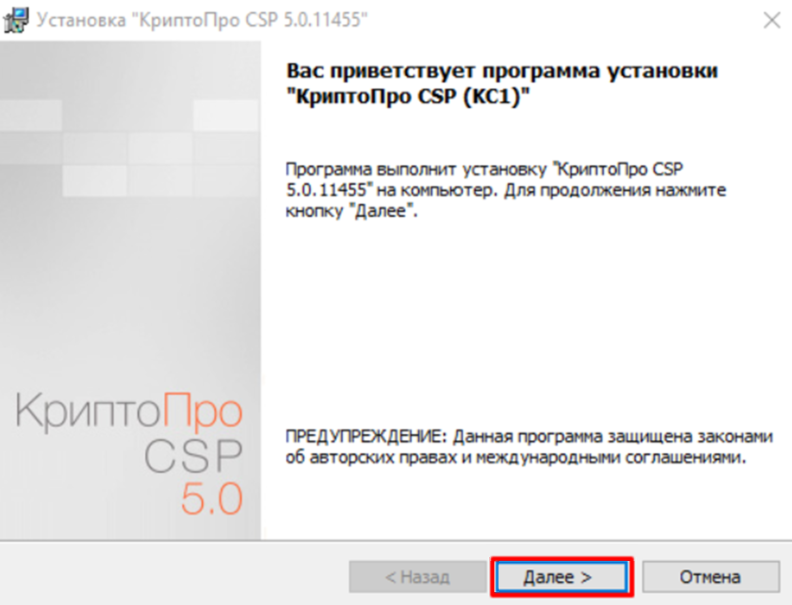 Установка "КриптоПро CSP 5.0.11455"
Вас приветствует программа установки
"КриптоПро CSP (KC1)"
Программа выполнит установку "КриптоПро CSP
5.0.11455" на компьютер. Для продолжения нажмите
кнопку "Далее".
КриптоПро
CSP
5.0
ПРЕДУПРЕЖДЕНИЕ: Данная программа защищена законами
об авторских правах и международными соглашениями.
< Назад
Далее >
Отмена